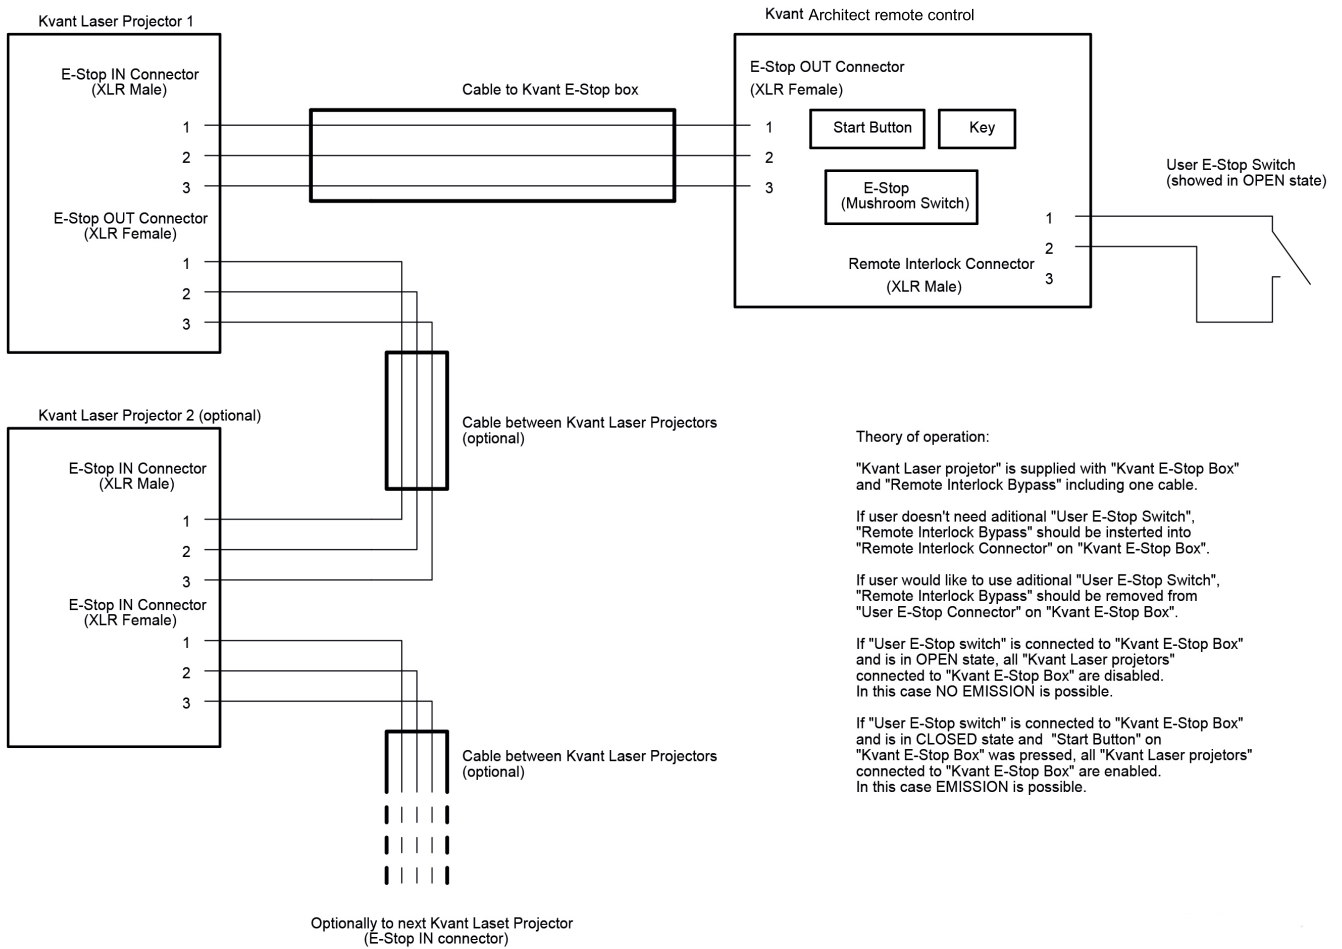 Kvant Laser Projector 1
E-Stop IN Connector
(XLR Male)
1
2
3
E-Stop OUT Connector
(XLR Female)
1
2
3
Cable to Kvant E-Stop box
Kvant Architect remote control
E-Stop OUT Connector
(XLR Female)
1
2
3
Start Button
Key
E-Stop
(Mushroom Switch)
1
2
3
Remote Interlock Connector
(XLR Male)
User E-Stop Switch
(showed in OPEN state)
Cable between Kvant Laser Projectors
(optional)
Kvant Laser Projector 2 (optional)
E-Stop IN Connector
(XLR Male)
1
2
3
E-Stop IN Connector
(XLR Female)
1
2
3
Cable between Kvant Laser Projectors
(optional)
Optionally to next Kvant Laset Projector
(E-Stop IN connector)
Theory of operation:
"Kvant Laser projetor" is supplied with "Kvant E-Stop Box"
and "Remote Interlock Bypass" including one cable.
If user doesn't need aditional "User E-Stop Switch",
"Remote Interlock Bypass" should be insterted into
"Remote Interlock Connector" on "Kvant E-Stop Box".
If user would like to use aditional "User E-Stop Switch",
"Remote Interlock Bypass" should be removed from
"User E-Stop Connector" on "Kvant E-Stop Box".
If "User E-Stop switch" is connected to "Kvant E-Stop Box"
and is in OPEN state, all "Kvant Laser projetors"
connected to "Kvant E-Stop Box" are disabled.
In this case NO EMISSION is possible.
If "User E-Stop switch" is connected to "Kvant E-Stop Box"
and is in CLOSED state and "Start Button" on
"Kvant E-Stop Box" was pressed, all "Kvant Laser projetors"
connected to "Kvant E-Stop Box" are enabled.
In this case EMISSION is possible.